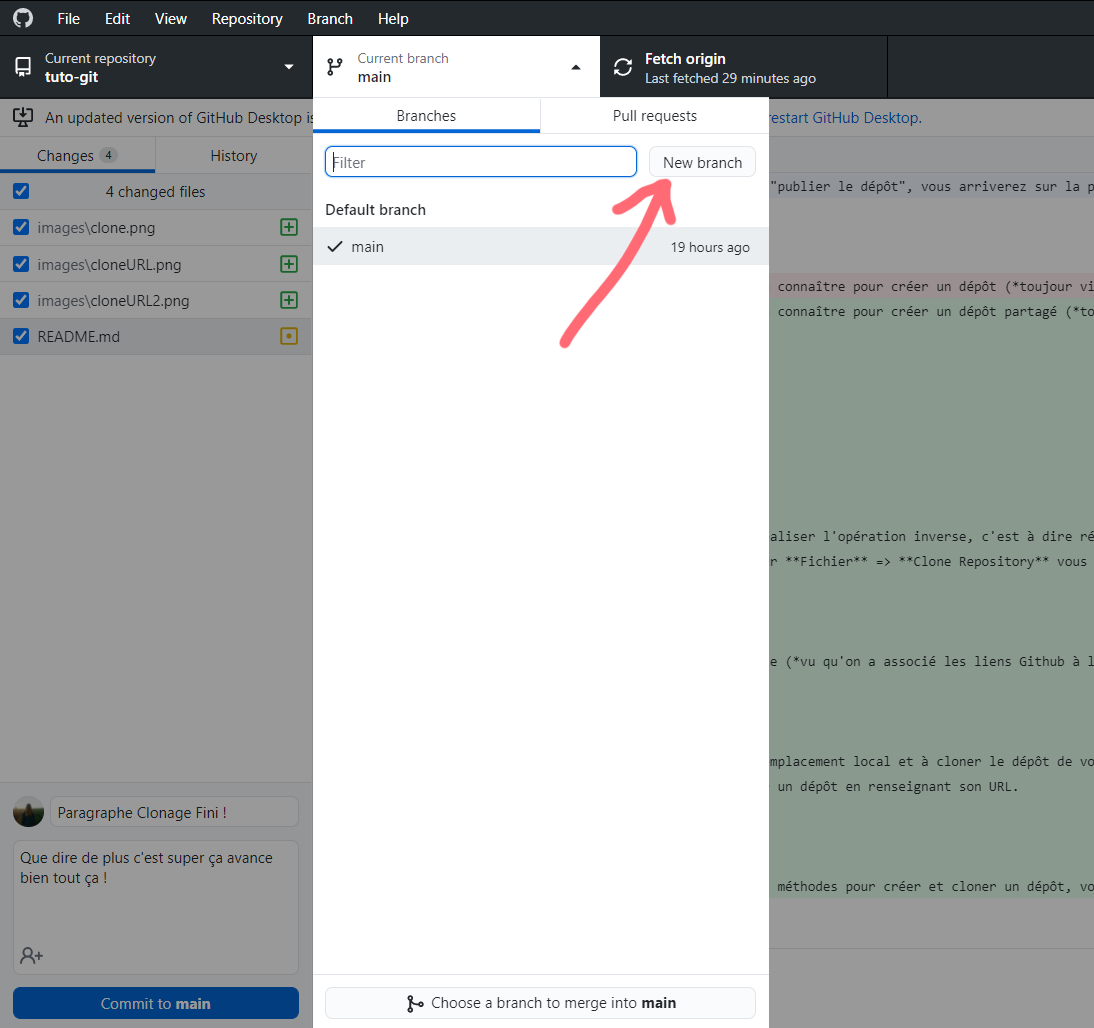 File Edit View Repository Branch Help
Current repository
tuto-git
Current branch
main
Fetch origin
Last fetched 29 minutes ago
An updated version of GitHub Desktop is
restart GitHub Desktop.
Changes 4
History
4 changed files
images\clone.png
images\cloneURL.png
images\cloneURL2.png
README.md
Paragraphe Clonage Fini !
Que dire de plus c'est super ça avance
bien tout ça !
Commit to main
Branches
Pull requests
Filter
New branch
Default branch
main
19 hours ago
Choose a branch to merge into main
"publier le dépôt", vous arriverez sur la p
connaître pour créer un dépôt (*toujour vi
connaître pour créer un dépôt partagé (*to
aliser l'opération inverse, c'est à dire ré
r **Fichier** => **Clone Repository** vous
e (*vu qu'on a associé les liens Github à l
mplacement local et à cloner le dépôt de vo
un dépôt en renseignant son URL.
méthodes pour créer et cloner un dépôt, vo